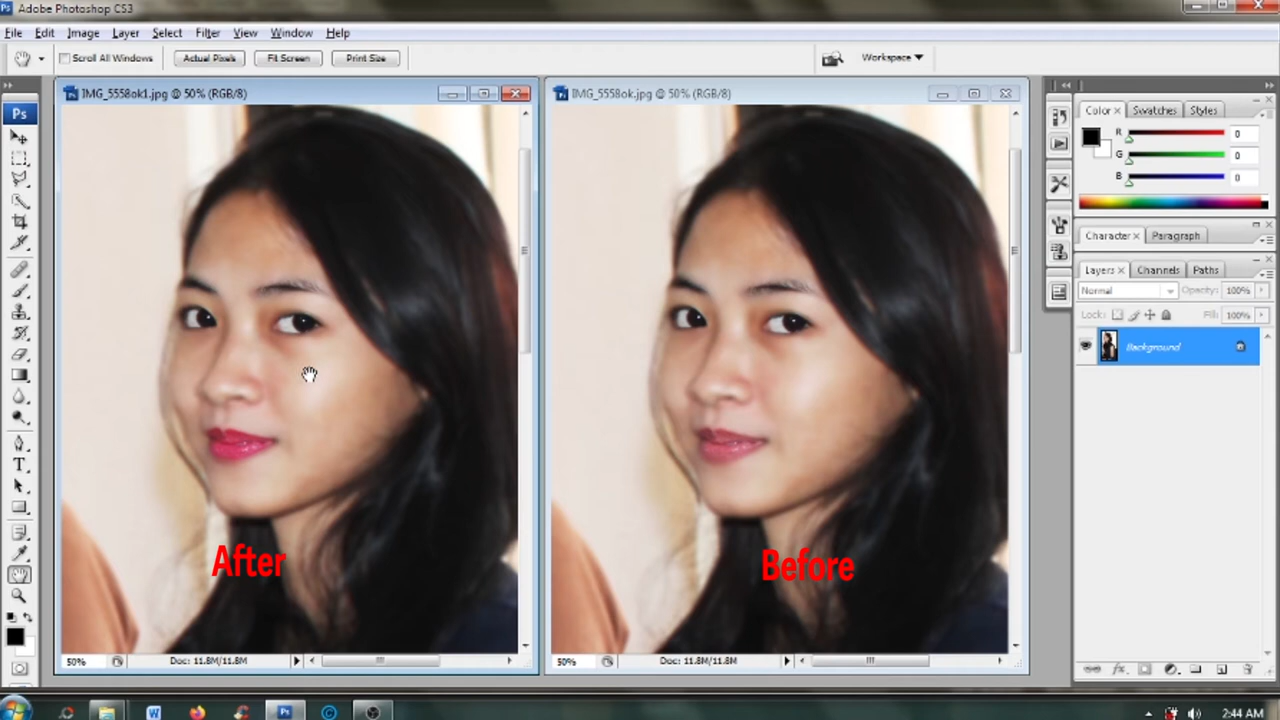 Adobe Photoshop CS3
File Edit Image Layer Select Filter View Window Help
Scroll All Windows Actual Pixels Fit Screen Print Size Workspace
IMG_5558ok1.jpg @ 50% (RGB/8)
IMG_5558ok.jpg @ 50% (RGB/8)
Ps
Color Swatches Styles
R 0
G 0
B 0
Character Paragraph
Layers Channels Paths
Normal Opacity: 100%
Lock: Fill: 100%
Background
T
After
Before
50% Doc: 11.8M/11.8M
50% Doc: 11.8M/11.8M
W Ps
2:44 AM